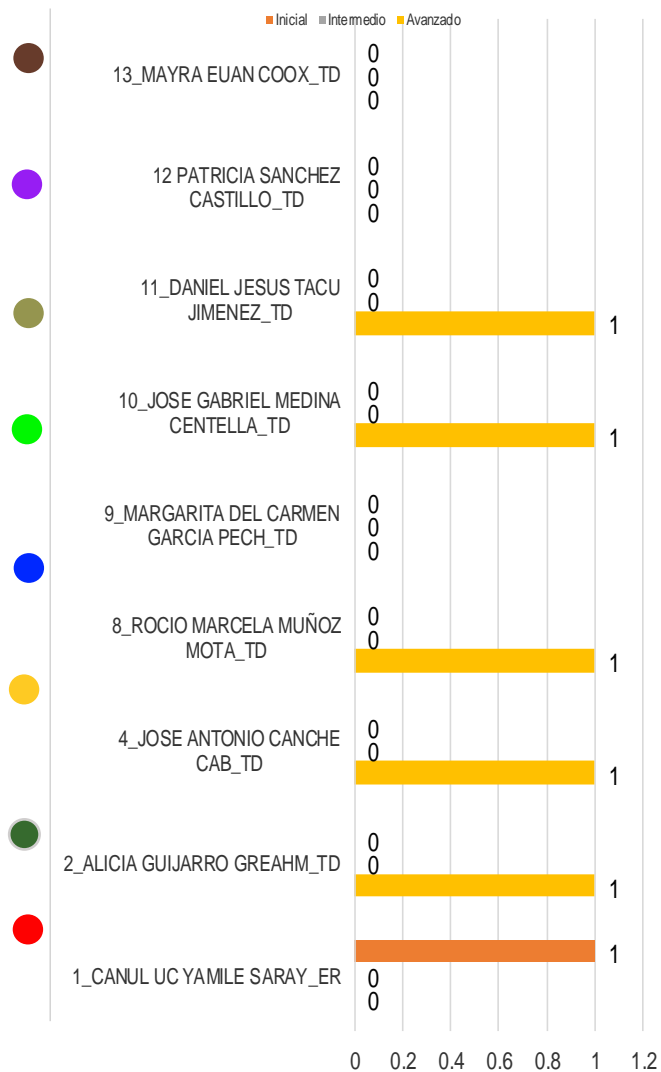 Inicial Intermedio Avanzado
13_MAYRA EUAN COOX_TD
0
0
0
12 PATRICIA SANCHEZ
CASTILLO_TD
0
0
0
11_DANIEL JESUS TACU
JIMENEZ_TD
0
0
1
10_JOSE GABRIEL MEDINA
CENTELLA_TD
0
0
1
9_MARGARITA DEL CARMEN
GARCIA PECH_TD
0
0
0
8_ROCIO MARCELA MUÑOZ
MOTA_TD
0
0
1
4_JOSE ANTONIO CANCHE
CAB_TD
0
0
1
2_ALICIA GUIJARRO GREAHM_TD
0
0
1
1_CANUL UC YAMILE SARAY_ER
1
0
0
0 0.2 0.4 0.6 0.8 1 1.2